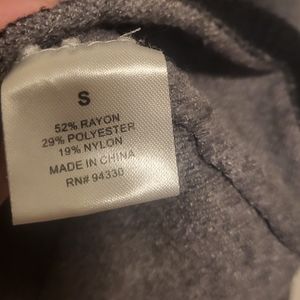 S
52% RAYON
29% POLYESTER
19% NYLON
MADE IN CHINA
RN# 94330